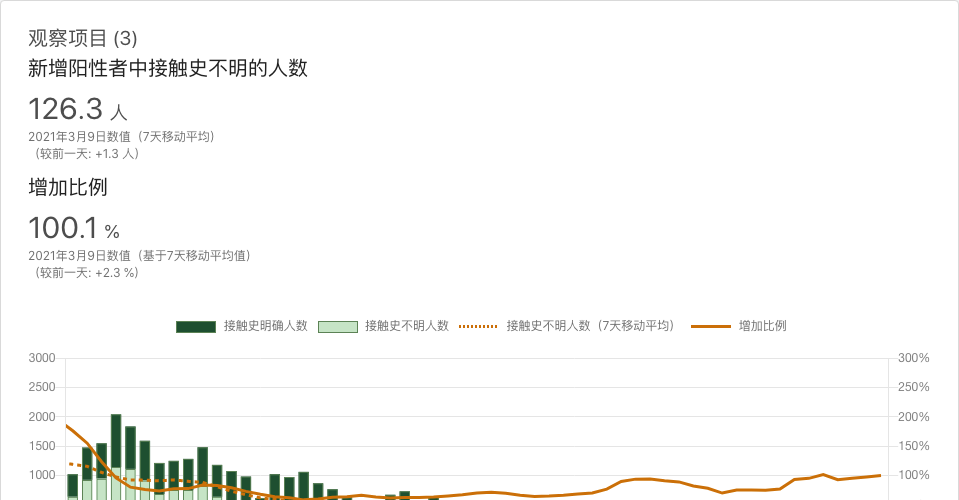 观察项目 (3)
新增阳性者中接触史不明的人数
126.3 人
2021年3月9日数值（7天移动平均）
（较前一天: +1.3 人）
增加比例
100.1 %
2021年3月9日数值（基于7天移动平均值）
（较前一天: +2.3 %）
接触史明确人数 接触史不明人数 接触史不明人数（7天移动平均） 增加比例
3000 300%
2500 250%
2000 200%
1500 150%
1000 100%